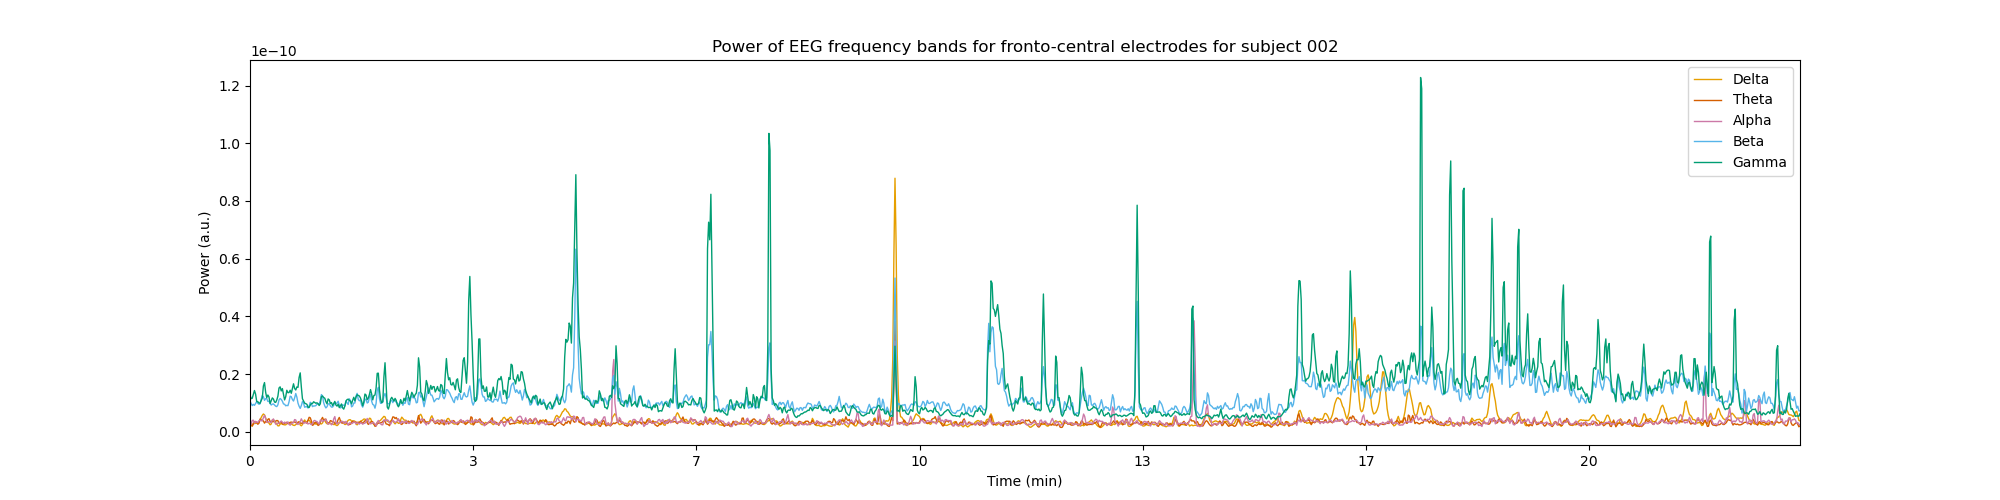 Power of EEG frequency bands for fronto-central electrodes for subject 002
1e−10
Power (a.u.)
1.2
1.0
0.8
0.6
0.4
0.2
0.0
Delta
Theta
Alpha
Beta
Gamma
0 3 7 10 13 17 20
Time (min)